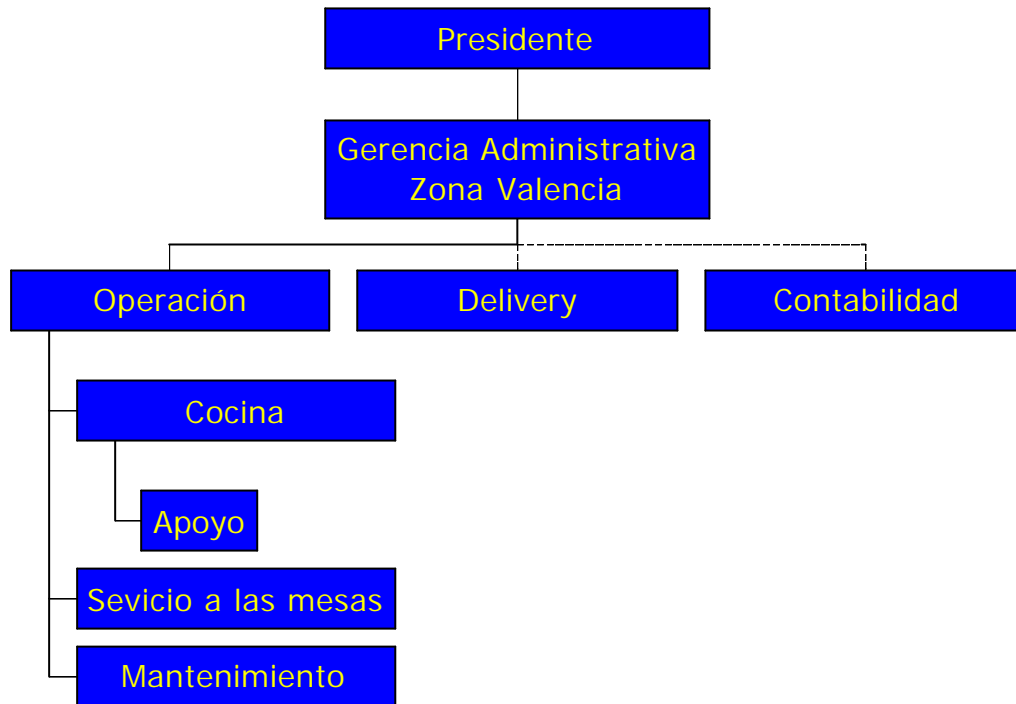 Presidente
Gerencia Administrativa
Zona Valencia
Operación
Delivery
Contabilidad
Cocina
Apoyo
Sevicio a las mesas
Mantenimiento